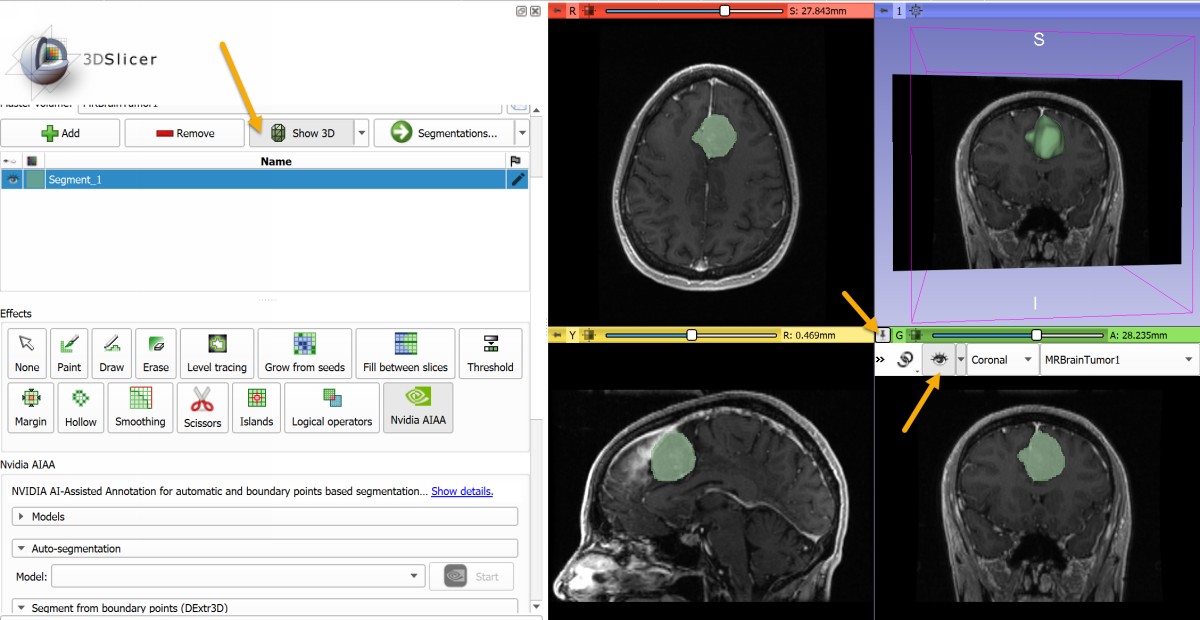 3DSlicer
Master volume: MRBrainTumor1
Add
Remove
Show 3D
Segmentations...
Name
Segment_1
Effects
None
Paint
Draw
Erase
Level tracing
Grow from seeds
Fill between slices
Threshold
Margin
Hollow
Smoothing
Scissors
Islands
Logical operators
Nvidia AIAA
Nvidia AIAA
NVIDIA AI-Assisted Annotation for automatic and boundary points based segmentation... Show details.
Models
Auto-segmentation
Model:
Start
Segment from boundary points (DExtr3D)
R
S: 27.843mm
1
S
I
Y
R: 0.469mm
G
A: 28.235mm
Coronal
MRBrainTumor1